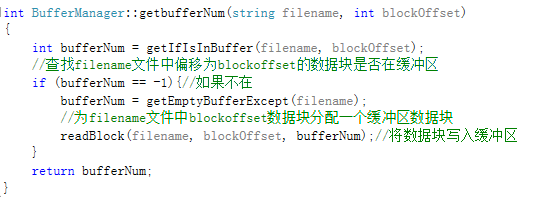 int BufferManager::getbufferNum(string filename, int blockOffset)
{
int bufferNum = getIfIsInBuffer(filename, blockOffset);
//查找filename文件中偏移为blockoffset的数据块是否在缓冲区
if (bufferNum == -1){//如果不在
bufferNum = getEmptyBufferExcept(filename);
//为filename文件中blockoffset数据块分配一个缓冲区数据块
readBlock(filename, blockOffset, bufferNum);//将数据块写入缓冲区
}
return bufferNum;
}